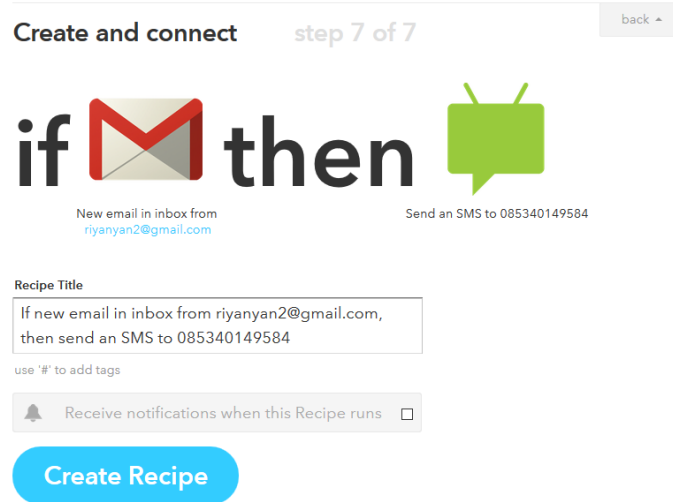 Create and connect step 7 of 7
back
if then
New email in inbox from
riyanyan2@gmail.com
Send an SMS to 085340149584
Recipe Title
If new email in inbox from riyanyan2@gmail.com,
then send an SMS to 085340149584
use '#' to add tags
Receive notifications when this Recipe runs
Create Recipe